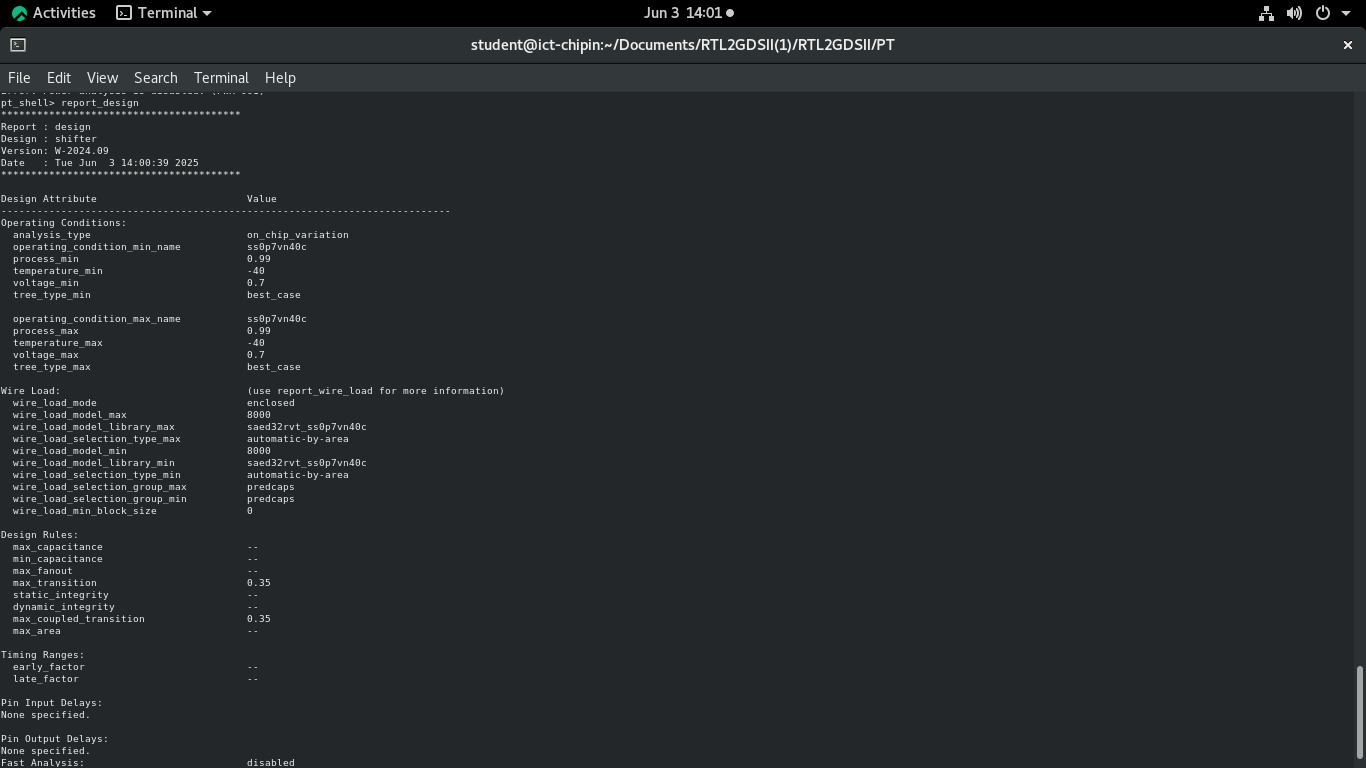 Activities Terminal Jun 3 14:01
student@ict-chipin:~/Documents/RTL2GDSII(1)/RTL2GDSII/PT
File Edit View Search Terminal Help
pt_shell> report_design
****************************************
Report : design
Design : shifter
Version: W-2024.09
Date   : Tue Jun  3 14:00:39 2025
****************************************
Design Attribute                         Value
---------------------------------------------------------------------------
Operating Conditions:
  analysis_type                          on_chip_variation
  operating_condition_min_name           ss0p7vn40c
  process_min                            0.99
  temperature_min                        -40
  voltage_min                            0.7
  tree_type_min                          best_case
  operating_condition_max_name           ss0p7vn40c
  process_max                            0.99
  temperature_max                        -40
  voltage_max                            0.7
  tree_type_max                          best_case
Wire Load:                               (use report_wire_load for more information)
  wire_load_mode                         enclosed
  wire_load_model_max                    8000
  wire_load_model_library_max            saed32rvt_ss0p7vn40c
  wire_load_selection_type_max           automatic-by-area
  wire_load_model_min                    8000
  wire_load_model_library_min            saed32rvt_ss0p7vn40c
  wire_load_selection_type_min           automatic-by-area
  wire_load_selection_group_max          predcaps
  wire_load_selection_group_min          predcaps
  wire_load_min_block_size               0
Design Rules:
  max_capacitance                        --
  min_capacitance                        --
  max_fanout                             --
  max_transition                         0.35
  static_integrity                       --
  dynamic_integrity                      --
  max_coupled_transition                 0.35
  max_area                               --
Timing Ranges:
  early_factor                           --
  late_factor                            --
Pin Input Delays:
None specified.
Pin Output Delays:
None specified.
Fast Analysis:                           disabled